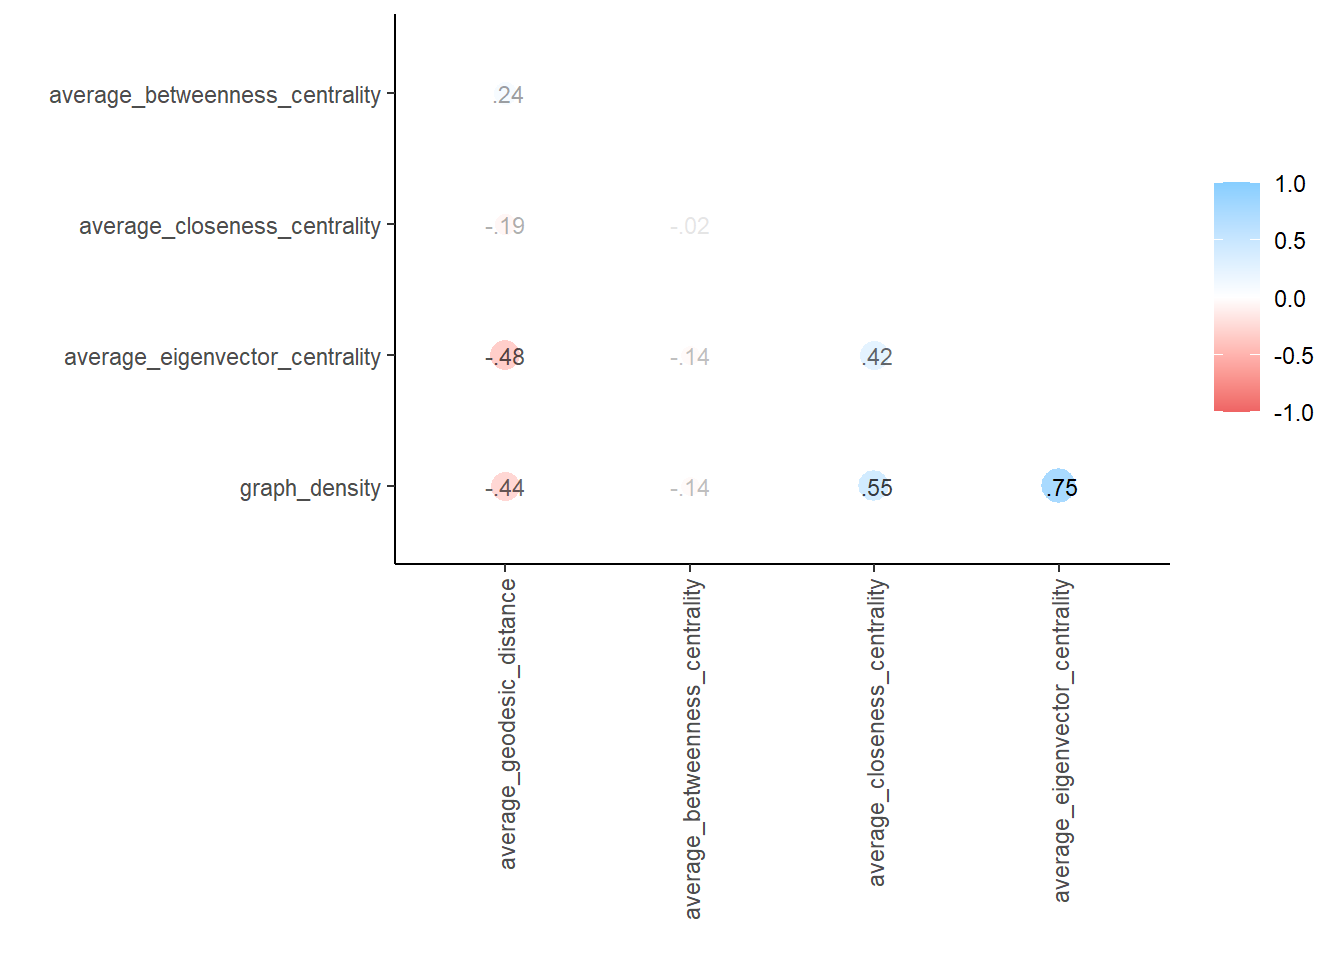 average_betweenness_centrality .24
average_closeness_centrality -.19 -.02
average_eigenvector_centrality -.48 -.14 .42
graph_density -.44 -.14 .55 .75
average_geodesic_distance
average_betweenness_centrality
average_closeness_centrality
average_eigenvector_centrality
1.0
0.5
0.0
-0.5
-1.0